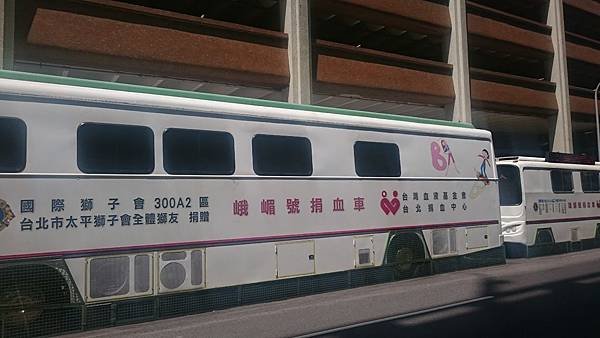 國際獅子會300A2區
台北市太平獅子會全體獅友 捐贈
峨嵋號捐血車
台灣血液基金會
台北捐血中心